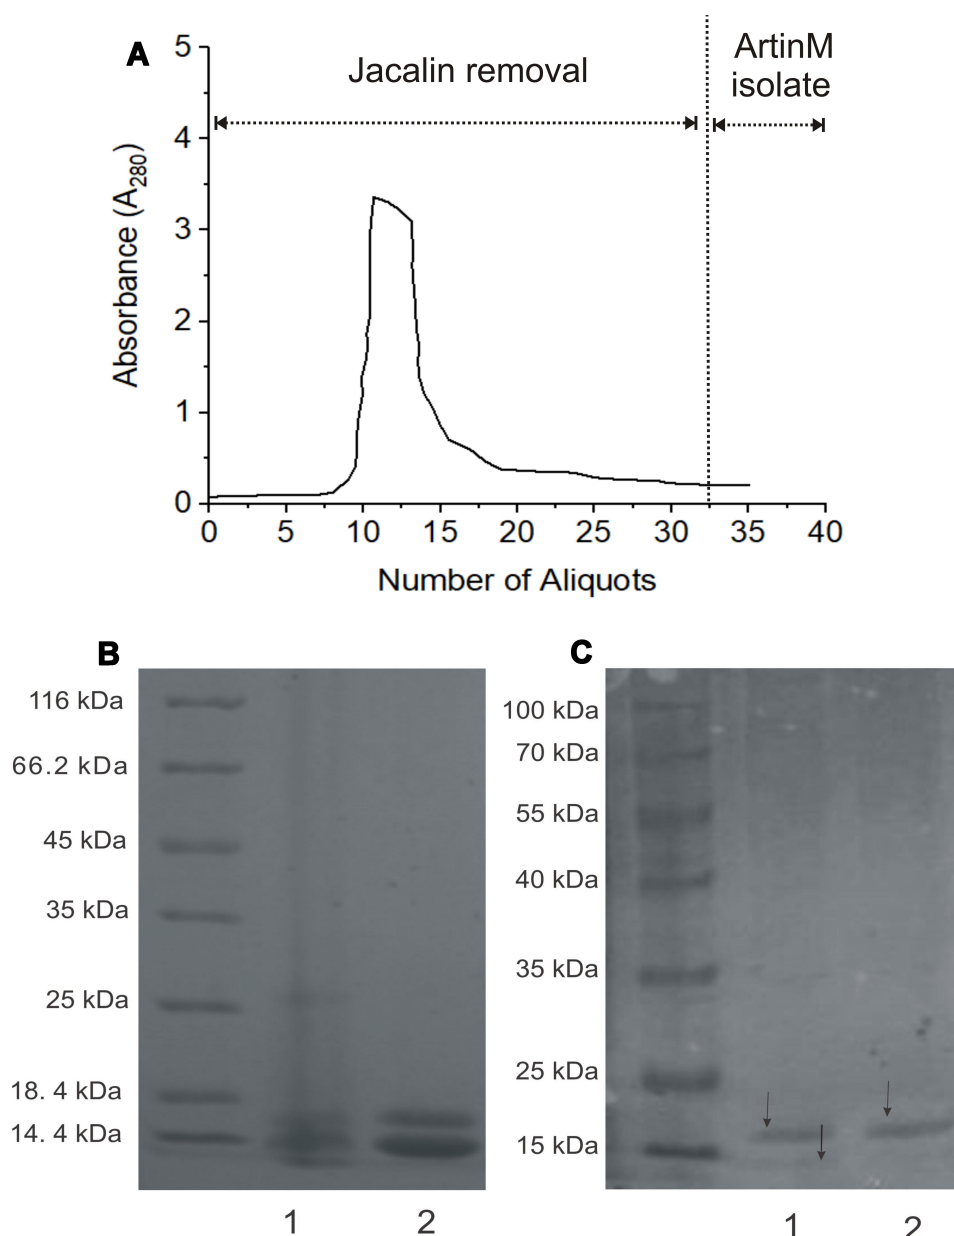 A
Jacalin removal
ArtinM
isolate
Absorbance (A280)
5
4
3
2
1
0
0 5 10 15 20 25 30 35 40
Number of Aliquots
B
116 kDa
66.2 kDa
45 kDa
35 kDa
25 kDa
18. 4 kDa
14. 4 kDa
1 2
C
100 kDa
70 kDa
55 kDa
40 kDa
35 kDa
25 kDa
15 kDa
1 2